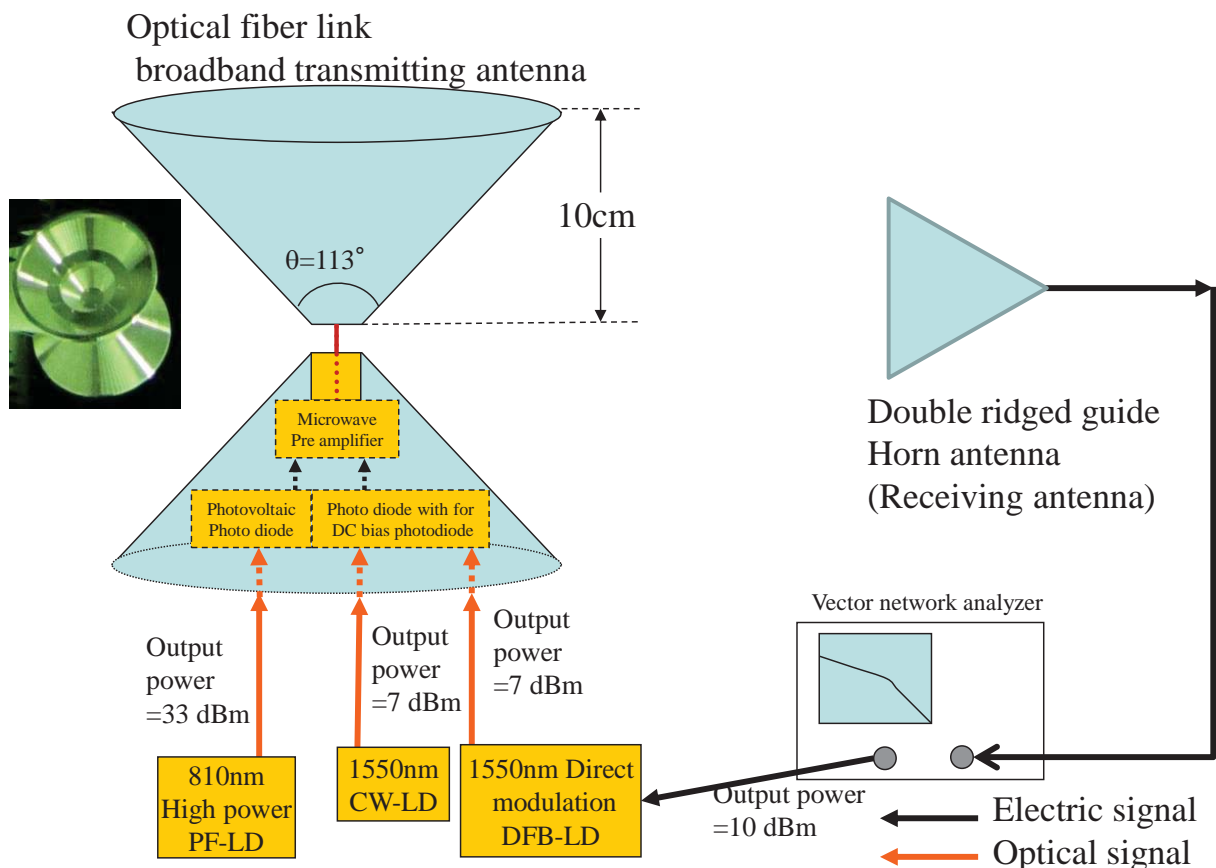 Optical fiber link
broadband transmitting antenna
10cm
θ=113°
Microwave
Pre amplifier
Photovoltaic
Photo diode
Photo diode with for
DC bias photodiode
Double ridged guide
Horn antenna
(Receiving antenna)
Vector network analyzer
Output
power
=33 dBm
Output
power
=7 dBm
Output
power
=7 dBm
810nm
High power
PF-LD
1550nm
CW-LD
1550nm Direct
modulation
DFB-LD
Output power
=10 dBm
Electric signal
Optical signal